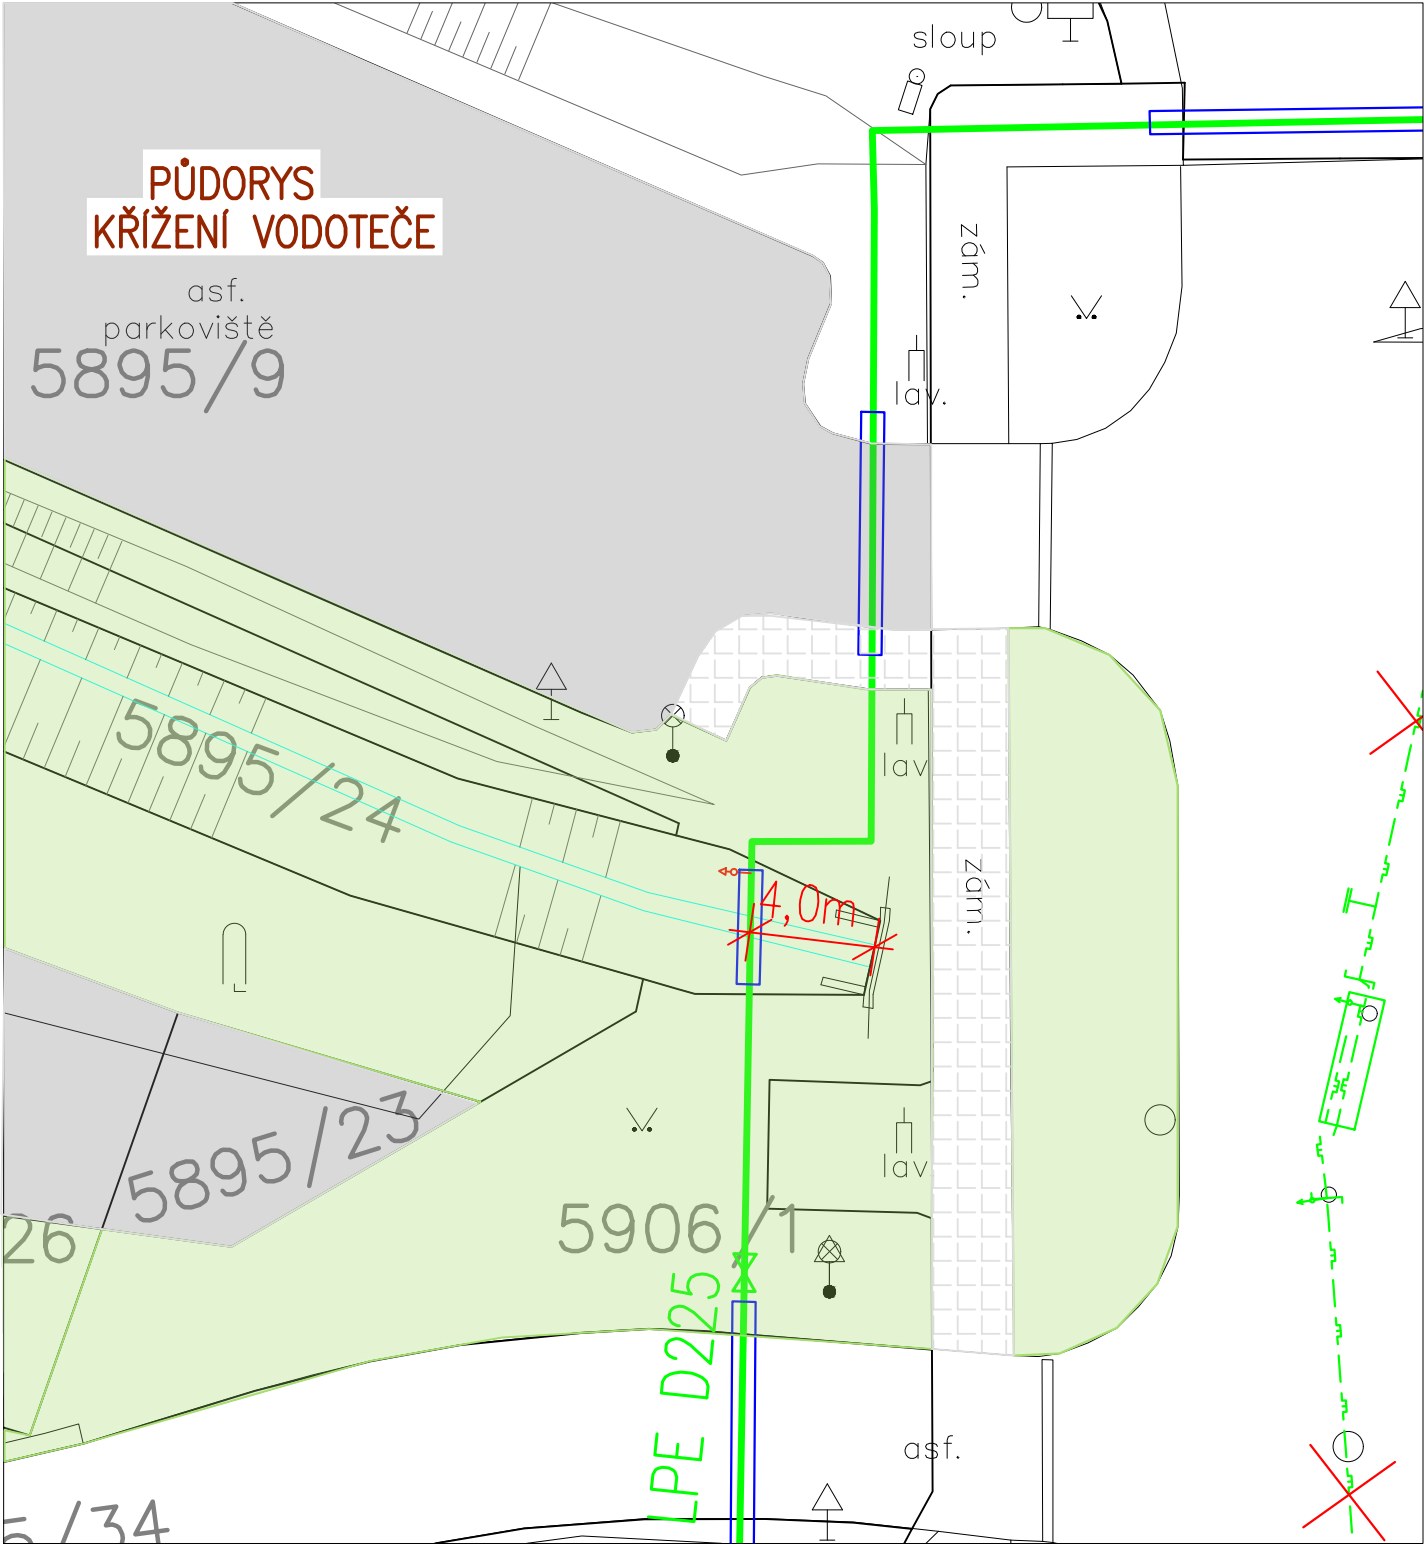 sloup
PŮDORYS
KŘÍŽENÍ VODOTEČE
zám.
asf.
parkoviště
5895/9
lav.
5895/24
lav
4,0m
zám.
5895/23
lav
5906/1
26
LPE D225
asf.
5/34